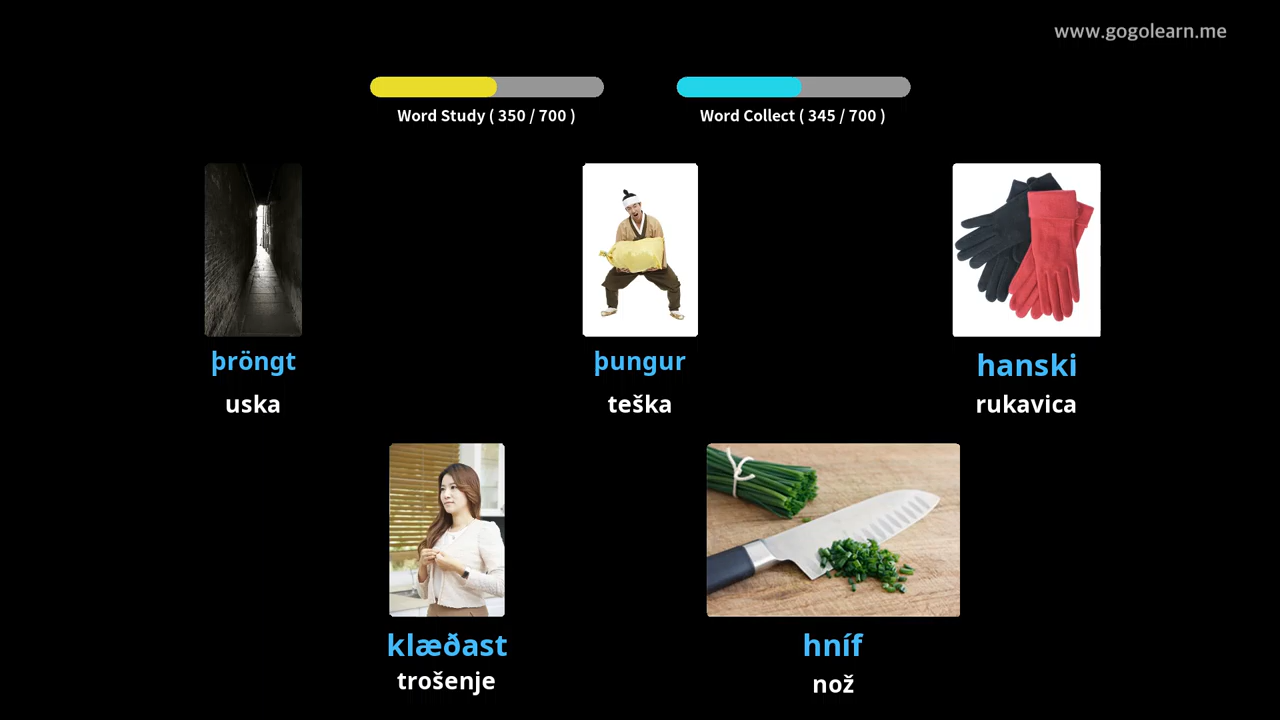 www.gogolearn.me
Word Study ( 350 / 700 )
Word Collect ( 345 / 700 )
þröngt
þungur
hanski
uska
teška
rukavica
klæðast
hníf
trošenje
nož